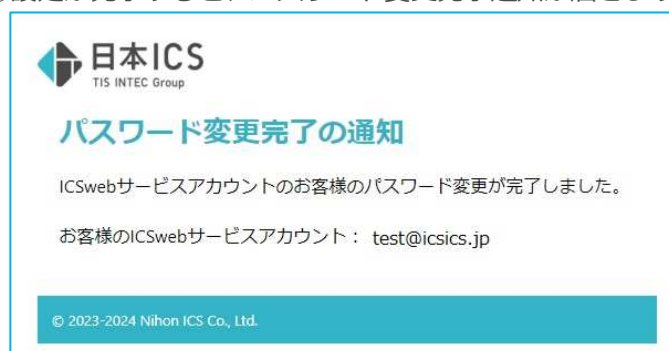 日本ICS
TIS INTEC Group
パスワード変更完了の通知
ICSwebサービスアカウントのお客様のパスワード変更が完了しました。
お客様のICSwebサービスアカウント： test@icsics.jp
© 2023-2024 Nihon ICS Co., Ltd.